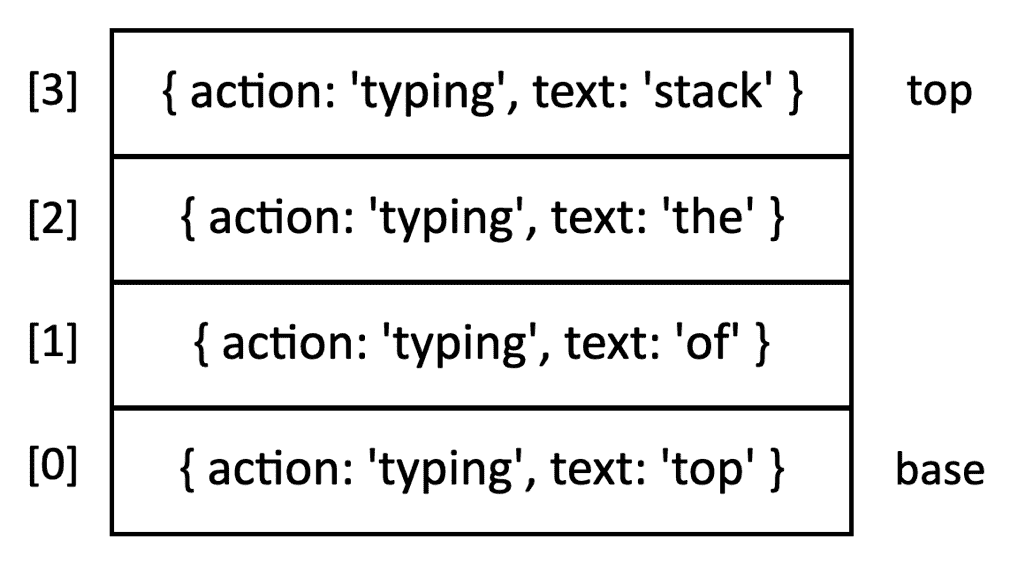 [3] { action: 'typing', text: 'stack' } top
[2] { action: 'typing', text: 'the' }
[1] { action: 'typing', text: 'of' }
[0] { action: 'typing', text: 'top' } base